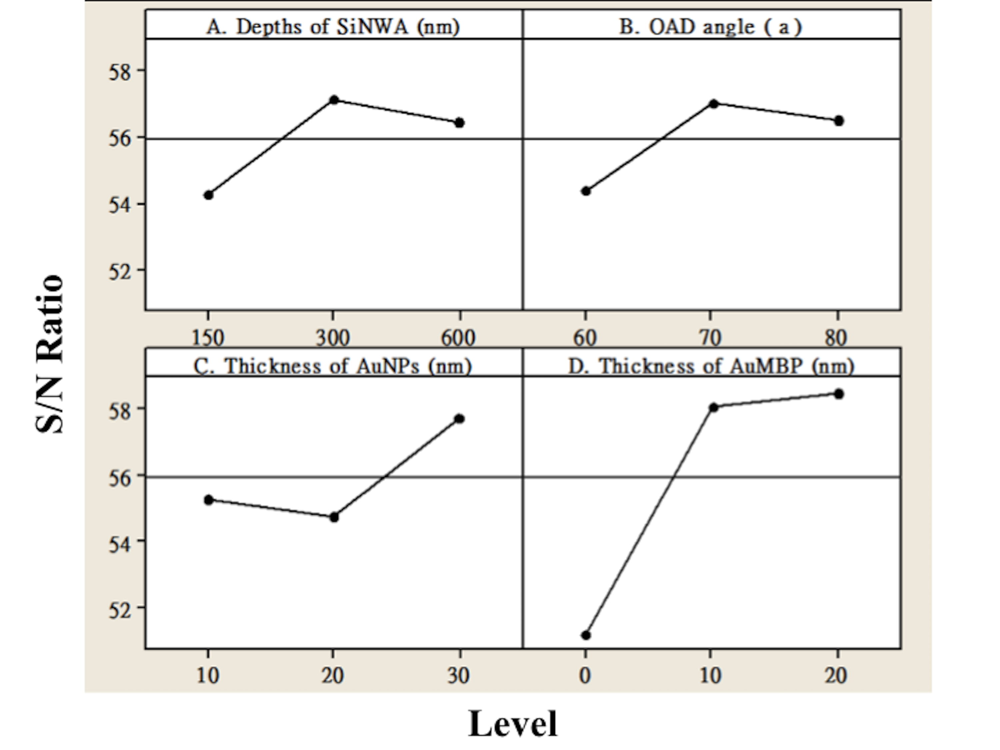 A. Depths of SiNWA (nm)
B. OAD angle ( a )
58
56
54
52
150 300 600 60 70 80
C. Thickness of AuNPs (nm)
D. Thickness of AuMBP (nm)
58
56
54
52
10 20 30 0 10 20
S/N Ratio
Level